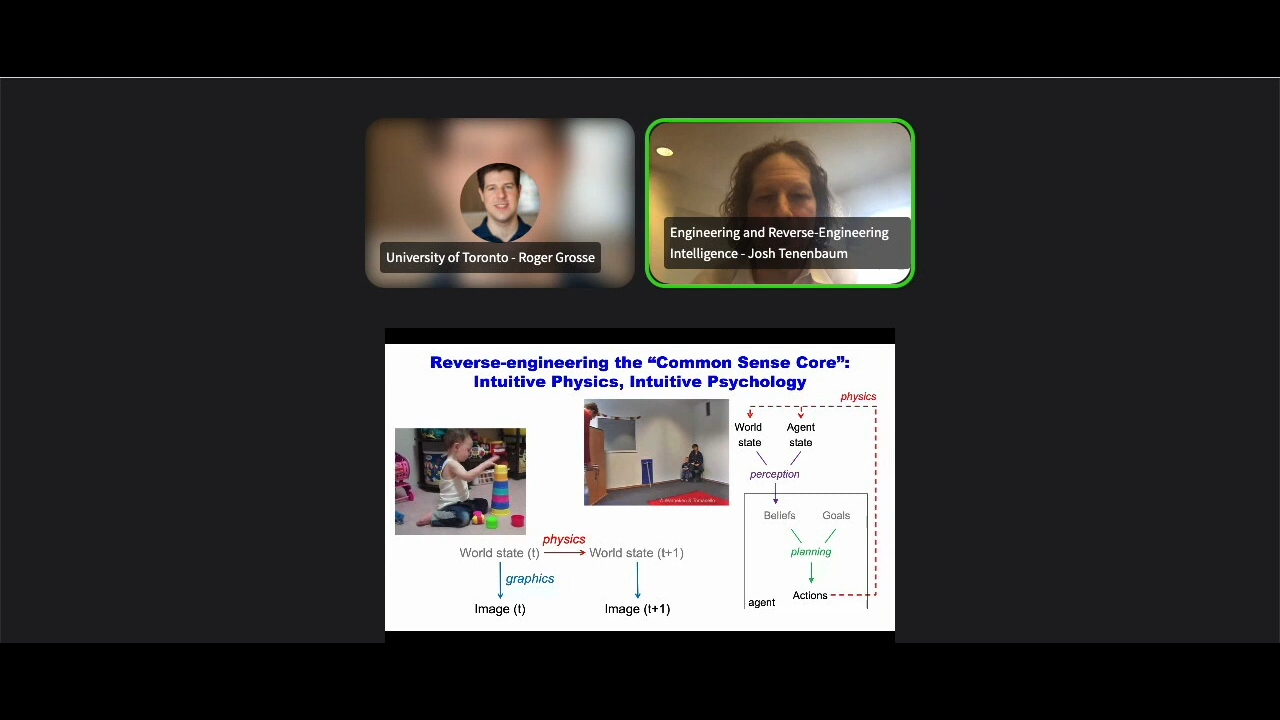 University of Toronto - Roger Grosse
Engineering and Reverse-Engineering
Intelligence - Josh Tenenbaum
Reverse-engineering the “Common Sense Core”:
Intuitive Physics, Intuitive Psychology
physics
World
state
Agent
state
perception
Beliefs
Goals
planning
Actions
agent
physics
World state (t)
World state (t+1)
graphics
Image (t)
Image (t+1)